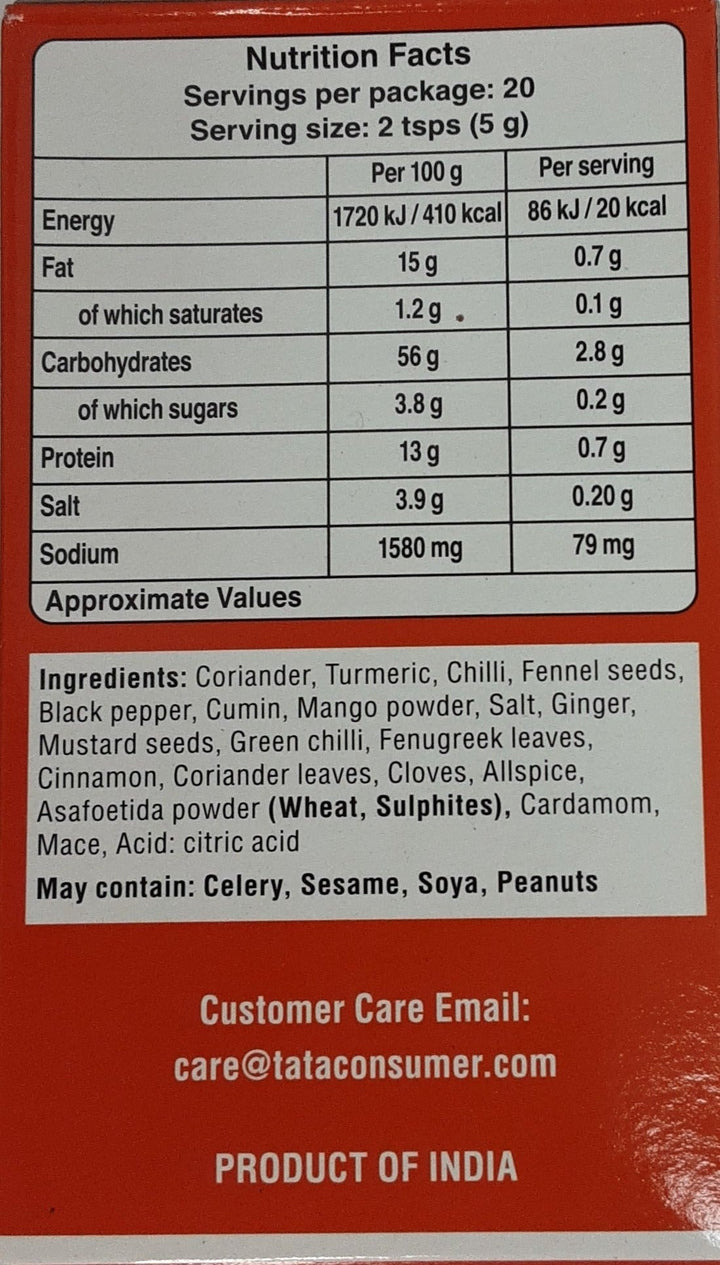 Nutrition Facts
Servings per package: 20
Serving size: 2 tsps (5 g)
Per 100 g Per serving
Energy 1720 kJ / 410 kcal 86 kJ / 20 kcal
Fat 15 g 0.7 g
of which saturates 1.2 g 0.1 g
Carbohydrates 56 g 2.8 g
of which sugars 3.8 g 0.2 g
Protein 13 g 0.7 g
Salt 3.9 g 0.20 g
Sodium 1580 mg 79 mg
Approximate Values
Ingredients: Coriander, Turmeric, Chilli, Fennel seeds,
Black pepper, Cumin, Mango powder, Salt, Ginger,
Mustard seeds, Green chilli, Fenugreek leaves,
Cinnamon, Coriander leaves, Cloves, Allspice,
Asafoetida powder (Wheat, Sulphites), Cardamom,
Mace, Acid: citric acid
May contain: Celery, Sesame, Soya, Peanuts
Customer Care Email:
care@tataconsumer.com
PRODUCT OF INDIA